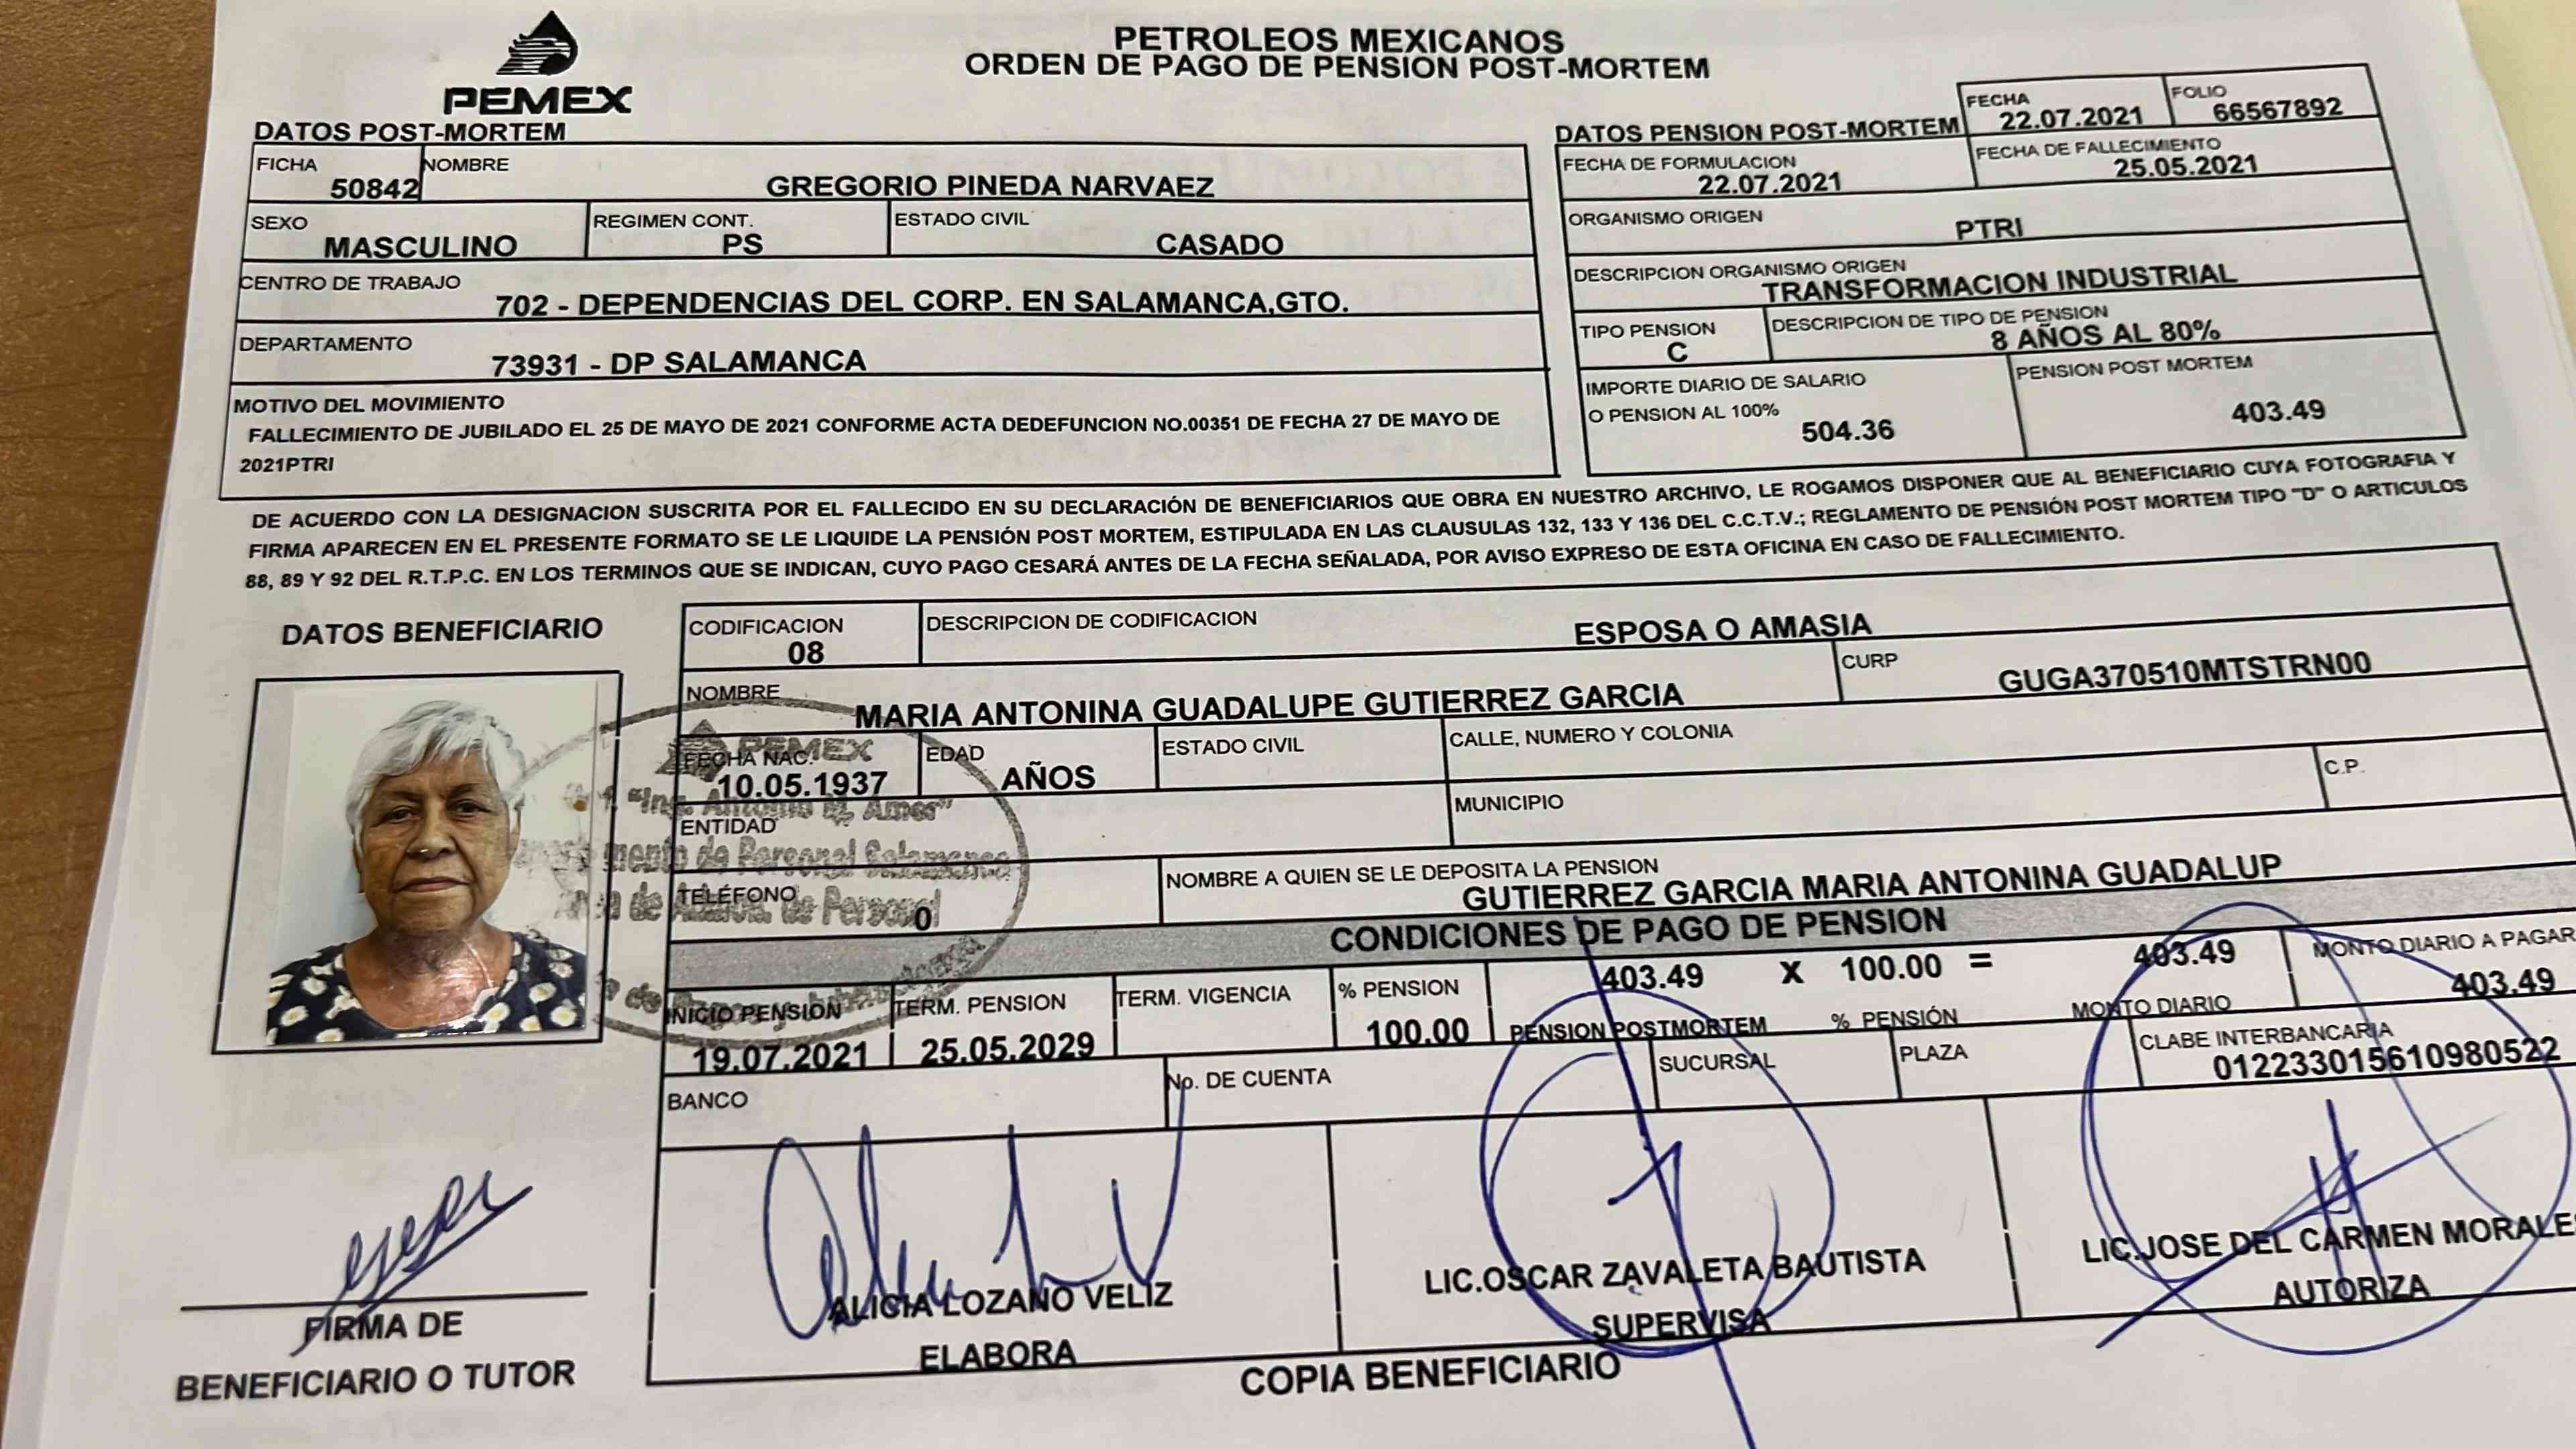 PEMEX
PETROLEOS MEXICANOS
ORDEN DE PAGO DE PENSION POST-MORTEM
FECHA
22.07.2021
FOLIO
66567892
DATOS POST-MORTEM
FICHA
50842
NOMBRE
GREGORIO PINEDA NARVAEZ
SEXO
MASCULINO
REGIMEN CONT.
PS
ESTADO CIVIL
CASADO
CENTRO DE TRABAJO
702 - DEPENDENCIAS DEL CORP. EN SALAMANCA,GTO.
DEPARTAMENTO
73931 - DP SALAMANCA
MOTIVO DEL MOVIMIENTO
FALLECIMIENTO DE JUBILADO EL 25 DE MAYO DE 2021 CONFORME ACTA DEDEFUNCION NO.00351 DE FECHA 27 DE MAYO DE
2021PTRI
DATOS PENSION POST-MORTEM
FECHA DE FORMULACION
22.07.2021
FECHA DE FALLECIMIENTO
25.05.2021
ORGANISMO ORIGEN
PTRI
DESCRIPCION ORGANISMO ORIGEN
TRANSFORMACION INDUSTRIAL
TIPO PENSION
C
DESCRIPCION DE TIPO DE PENSION
8 AÑOS AL 80%
IMPORTE DIARIO DE SALARIO
O PENSION AL 100%
504.36
PENSION POST MORTEM
403.49
DE ACUERDO CON LA DESIGNACION SUSCRITA POR EL FALLECIDO EN SU DECLARACIÓN DE BENEFICIARIOS QUE OBRA EN NUESTRO ARCHIVO, LE ROGAMOS DISPONER QUE AL BENEFICIARIO CUYA FOTOGRAFIA Y
FIRMA APARECEN EN EL PRESENTE FORMATO SE LE LIQUIDE LA PENSIÓN POST MORTEM, ESTIPULADA EN LAS CLAUSULAS 132, 133 Y 136 DEL C.C.T.V.; REGLAMENTO DE PENSIÓN POST MORTEM TIPO "D" O ARTICULOS
88, 89 Y 92 DEL R.T.P.C. EN LOS TERMINOS QUE SE INDICAN, CUYO PAGO CESARÁ ANTES DE LA FECHA SEÑALADA, POR AVISO EXPRESO DE ESTA OFICINA EN CASO DE FALLECIMIENTO.
DATOS BENEFICIARIO
CODIFICACION
08
DESCRIPCION DE CODIFICACION
ESPOSA O AMASIA
NOMBRE
MARIA ANTONINA GUADALUPE GUTIERREZ GARCIA
CURP
GUGA370510MTSTRN00
FECHA NAC.
10.05.1937
EDAD
AÑOS
ESTADO CIVIL
CALLE, NUMERO Y COLONIA
ENTIDAD
MUNICIPIO
C.P.
TELÉFONO
0
NOMBRE A QUIEN SE LE DEPOSITA LA PENSION
GUTIERREZ GARCIA MARIA ANTONINA GUADALUP
PEMEX
"Ing. Antonio M. Amor"
de Personal Salamanca
de Personal
CONDICIONES DE PAGO DE PENSION
INICIO PENSION
19.07.2021
TERM. PENSION
25.05.2029
TERM. VIGENCIA
% PENSION
100.00
403.49 X 100.00 = 403.49
PENSION POSTMORTEM % PENSIÓN MONTO DIARIO
MONTO DIARIO A PAGAR
403.49
BANCO
No. DE CUENTA
SUCURSAL
PLAZA
CLABE INTERBANCARIA
012233015610980522
FIRMA DE
BENEFICIARIO O TUTOR
ALICIA LOZANO VELIZ
ELABORA
LIC.OSCAR ZAVALETA BAUTISTA
SUPERVISA
LIC.JOSE DEL CARMEN MORALE
AUTORIZA
COPIA BENEFICIARIO